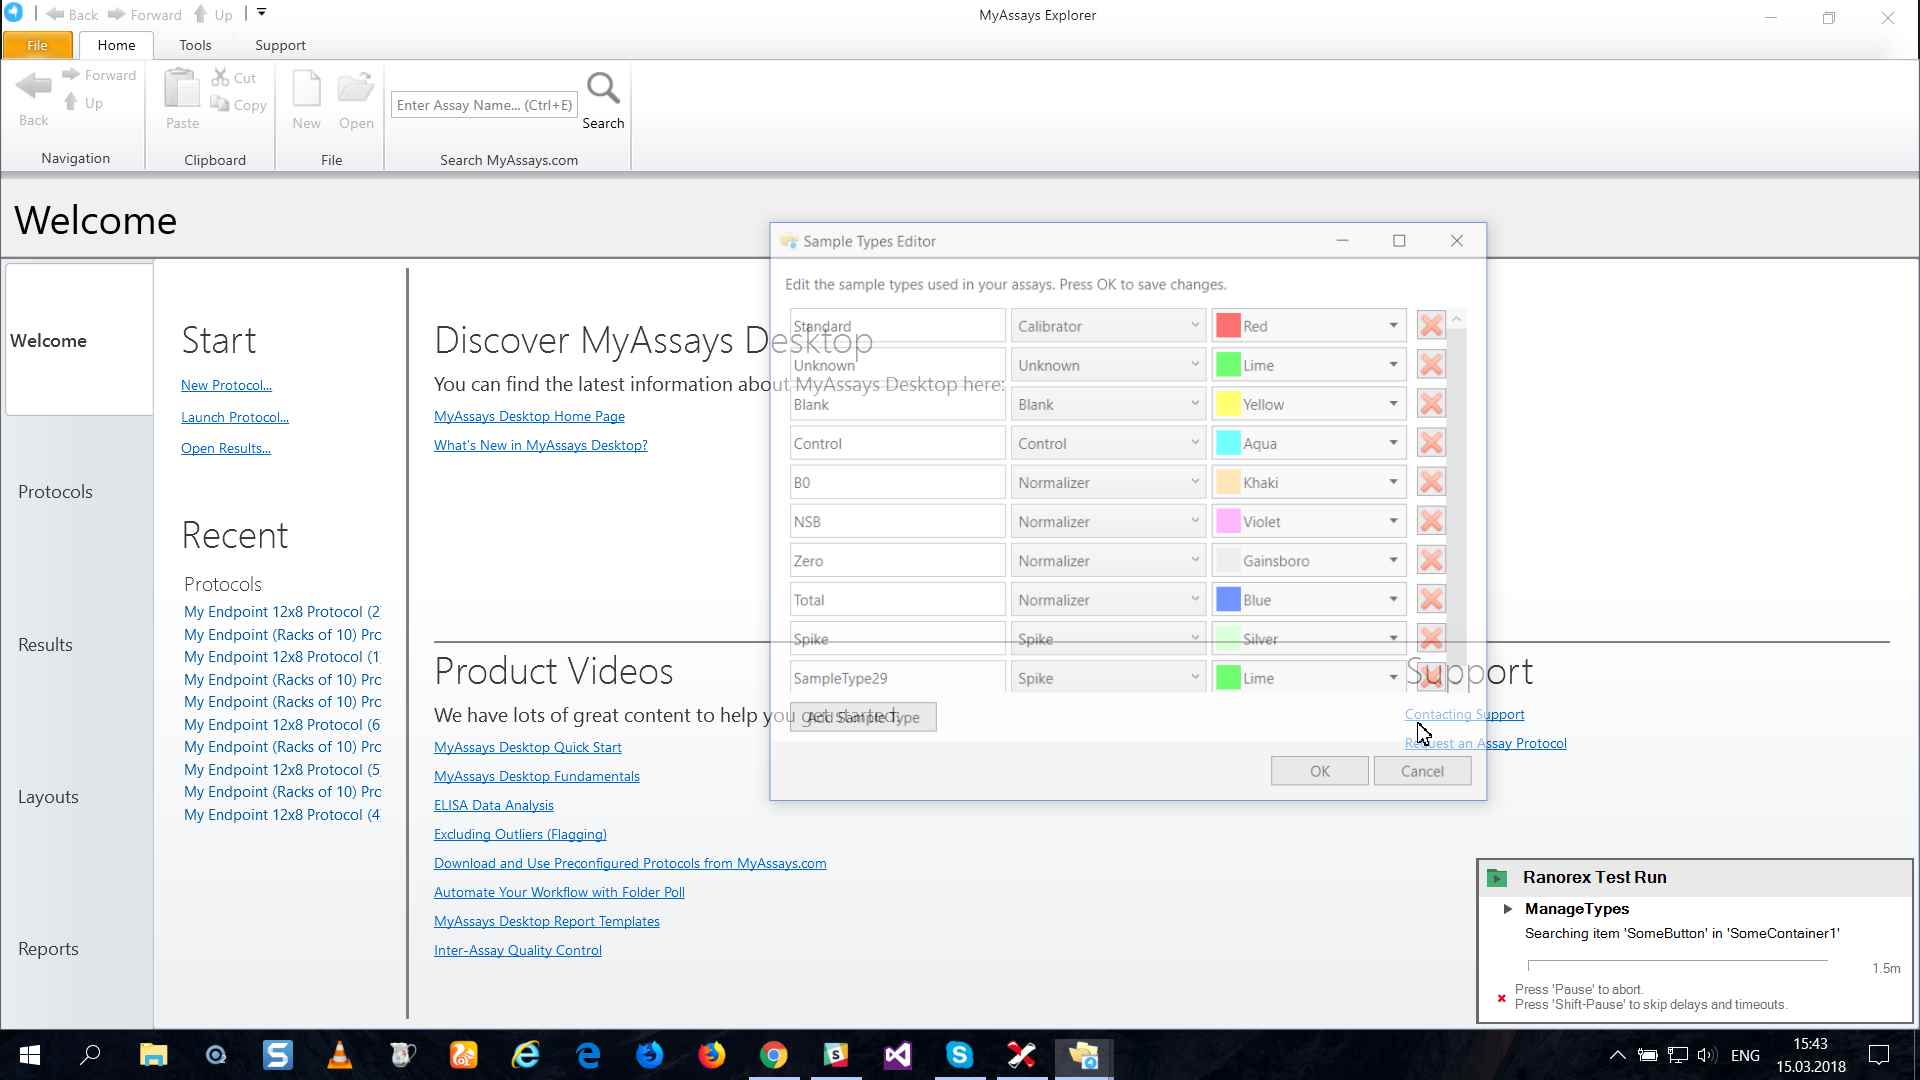 Back Forward Up
MyAssays Explorer
File Home Tools Support
Back Forward Up
Navigation
Paste Cut Copy
Clipboard
New Open
File
Enter Assay Name... (Ctrl+E)
Search
Search MyAssays.com
Welcome
Welcome
Protocols
Results
Layouts
Reports
Start
New Protocol...
Launch Protocol...
Open Results...
Recent
Protocols
My Endpoint 12x8 Protocol (2
My Endpoint (Racks of 10) Prc
My Endpoint 12x8 Protocol (1
My Endpoint (Racks of 10) Prc
My Endpoint (Racks of 10) Prc
My Endpoint 12x8 Protocol (6
My Endpoint (Racks of 10) Prc
My Endpoint 12x8 Protocol (5
My Endpoint (Racks of 10) Prc
My Endpoint 12x8 Protocol (4
Discover MyAssays Desktop
You can find the latest information about MyAssays Desktop here:
MyAssays Desktop Home Page
What's New in MyAssays Desktop?
Product Videos
We have lots of great content to help you get started.
MyAssays Desktop Quick Start
MyAssays Desktop Fundamentals
ELISA Data Analysis
Excluding Outliers (Flagging)
Download and Use Preconfigured Protocols from MyAssays.com
Automate Your Workflow with Folder Poll
MyAssays Desktop Report Templates
Inter-Assay Quality Control
Support
Contacting Support
Request an Assay Protocol
Sample Types Editor
Edit the sample types used in your assays. Press OK to save changes.
Standard Calibrator Red
Unknown Unknown Lime
Blank Blank Yellow
Control Control Aqua
B0 Normalizer Khaki
NSB Normalizer Violet
Zero Normalizer Gainsboro
Total Normalizer Blue
Spike Spike Silver
SampleType29 Spike Lime
Add Sample Type
OK Cancel
Ranorex Test Run
ManageTypes
Searching item 'SomeButton' in 'SomeContainer1'
1.5m
Press 'Pause' to abort.
Press 'Shift-Pause' to skip delays and timeouts.
ENG
15:43
15.03.2018